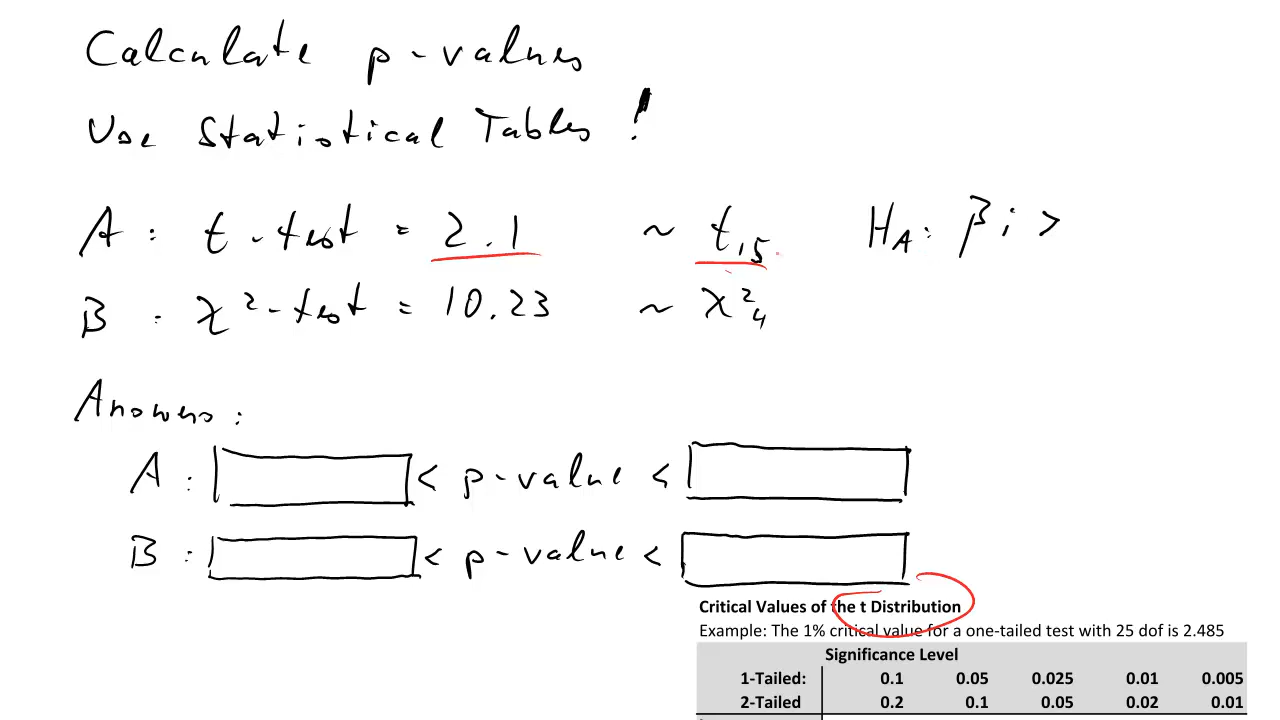 Calculate p-values
Use Statistical Tables!
A: t-test = 2.1 ~ t₁₅ H_A: βi >
B: χ²-test = 10.23 ~ χ²₄
Answers:
A: < p-value <
B: < p-value <
Critical Values of the t Distribution
Example: The 1% critical value for a one-tailed test with 25 dof is 2.485
Significance Level
1-Tailed: 0.1 0.05 0.025 0.01 0.005
2-Tailed 0.2 0.1 0.05 0.02 0.01